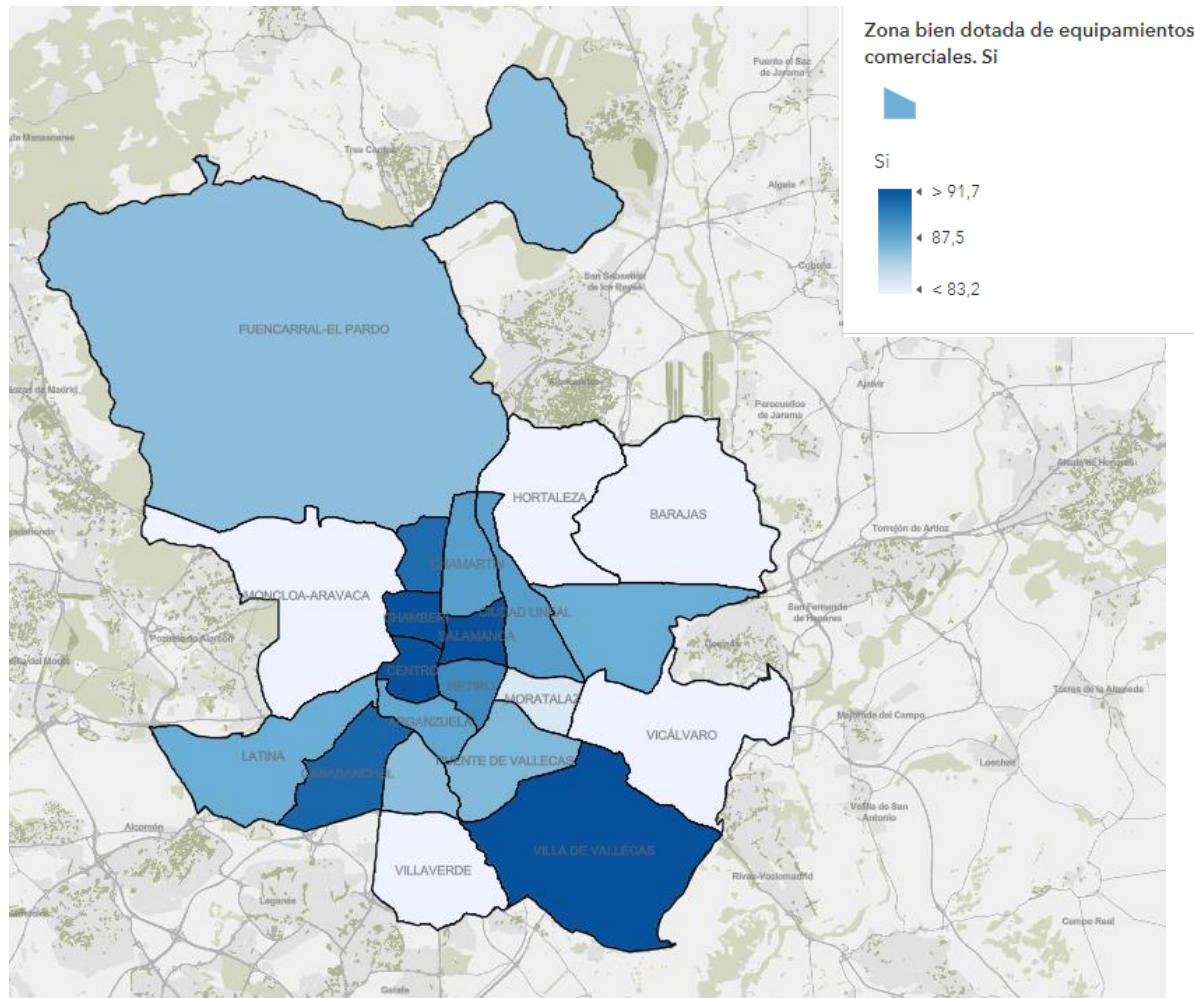 Zona bien dotada de equipamientos
comerciales. Si
Si
> 91,7
87,5
< 83,2
Fuente el Saz
de Jarama
Tres Cantos
Algete
San Sebastián
de los Reyes
Cobeña
FUENCARRAL-EL PARDO
Ajalvir
Paracuellos
de Jarama
Alcalá de Henares
HORTALEZA
BARAJAS
Torrejón de Ardoz
CHAMARTÍN
MONCLOA-ARAVACA
CHAMBERÍ
CIUDAD LINEAL
San Fernando
de Henares
SALAMANCA
Pozuelo de Alarcón
Coslada
CENTRO
RETIRO
MORATALAZ
Torres de la Alameda
Mejorada del Campo
ARGANZUELA
VICÁLVARO
LATINA
PUENTE DE VALLECAS
Loeches
CARABANCHEL
Velilla de San
Antonio
Alcorcón
VILLA DE VALLECAS
VILLAVERDE
Rivas-Vaciamadrid
Leganés
Campo Real
Getafe